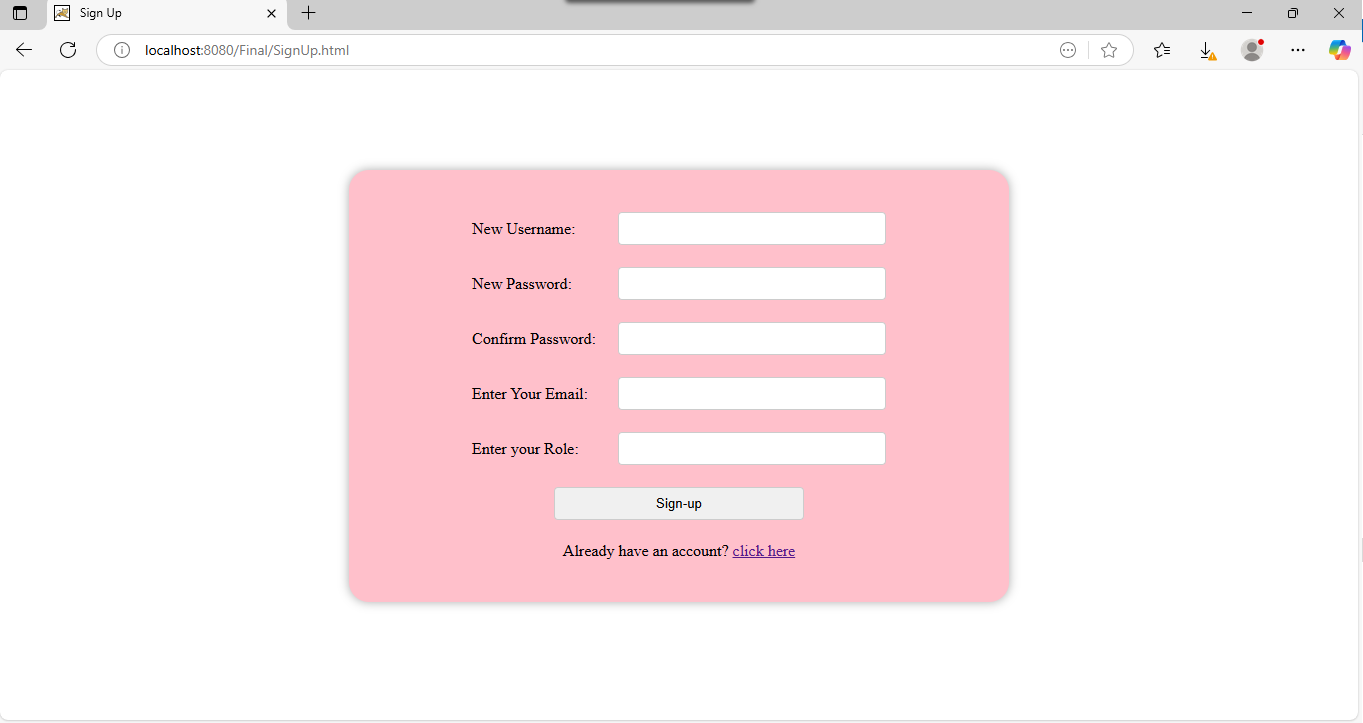 Sign Up
localhost:8080/Final/SignUp.html
New Username:
New Password:
Confirm Password:
Enter Your Email:
Enter your Role:
Sign-up
Already have an account? click here